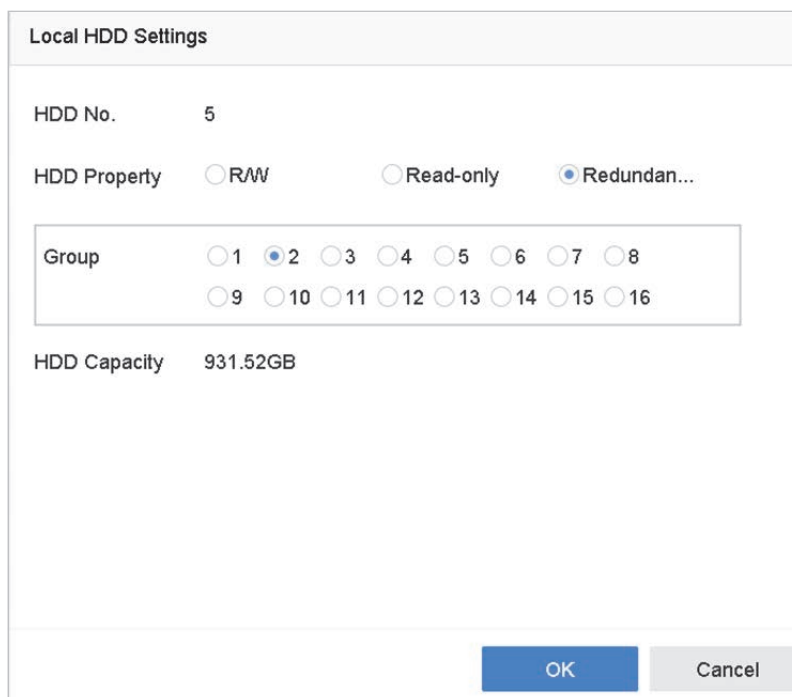 Local HDD Settings
HDD No. 5
HDD Property R/W Read-only Redundan...
Group 1 2 3 4 5 6 7 8
9 10 11 12 13 14 15 16
HDD Capacity 931.52GB
OK Cancel